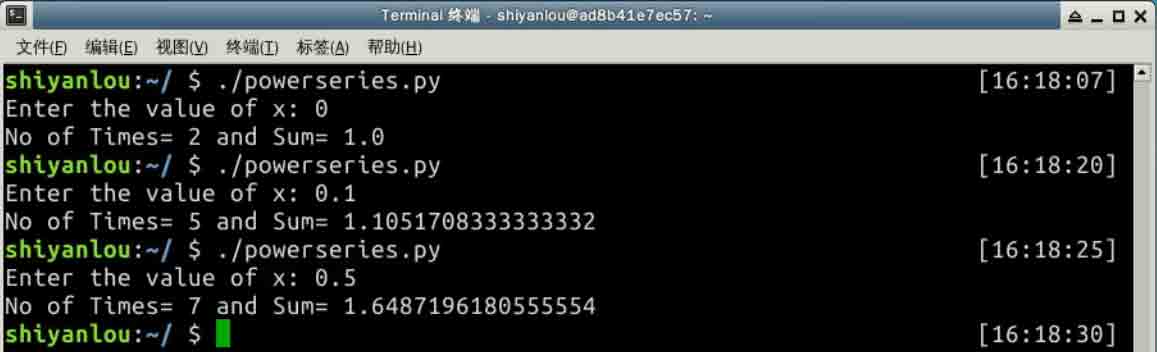 Terminal 终端 - shiyanlou@ad8b41e7ec57: ~
文件(F) 编辑(E) 视图(V) 终端(T) 标签(A) 帮助(H)
shiyanlou:~/ $ ./powerseries.py [16:18:07]
Enter the value of x: 0
No of Times= 2 and Sum= 1.0
shiyanlou:~/ $ ./powerseries.py [16:18:20]
Enter the value of x: 0.1
No of Times= 5 and Sum= 1.1051708333333332
shiyanlou:~/ $ ./powerseries.py [16:18:25]
Enter the value of x: 0.5
No of Times= 7 and Sum= 1.6487196180555554
shiyanlou:~/ $ [16:18:30]